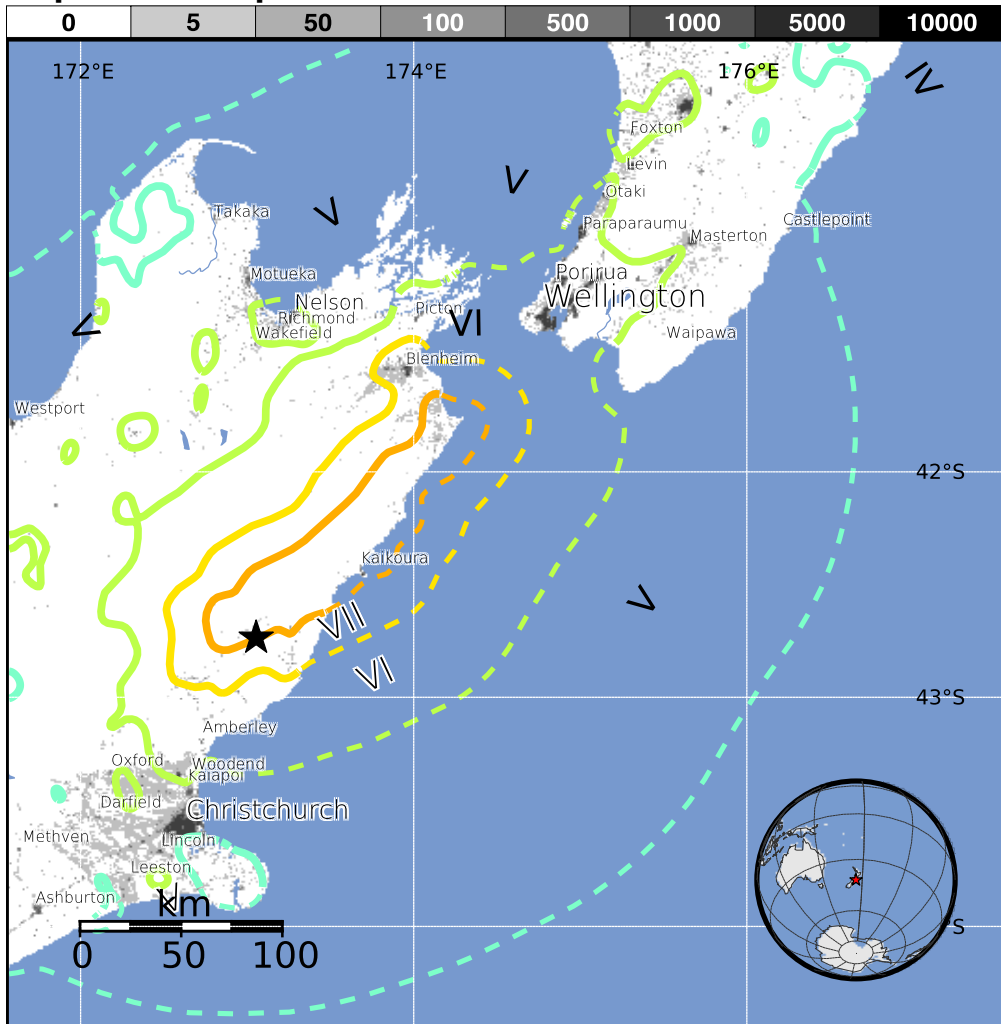 0 5 50 100 500 1000 5000 10000
172°E 174°E 176°E
IV
Foxton
Levin
V
Otaki
Takaka
V
Paraparaumu
Castlepoint
Masterton
Motueka
Porirua
Nelson
Wellington
Picton
Richmond
VI
V
Wakefield
Waipawa
Blenheim
Westport
42°S
Kaikoura
V
VII
VI
43°S
Amberley
Oxford
Woodend
Kaiapoi
Darfield
Christchurch
Methven
Lincoln
Leeston
Ashburton
km
0 50 100